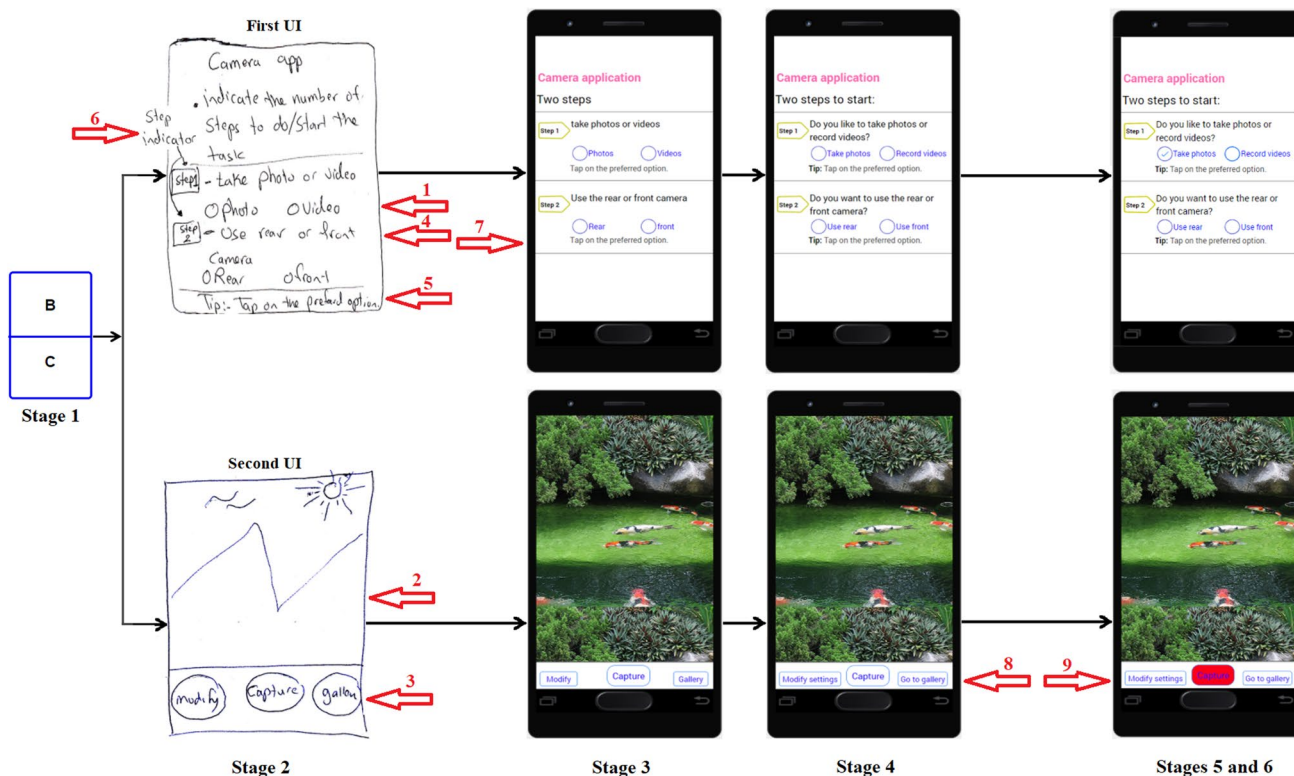 First UI
Camera app
. indicate the number of
Steps to do/start the
task
6
Step
indicator
Step1 - take photo or video
photo video
1
Step 2 - Use rear or front
Camera
4
Rear front
Tip:- Tap on the prefard option.
5
B
C
Stage 1
Camera application
Two steps
Step 1 take photos or videos
Photos Videos
Step 2 Use the rear or front camera
Rear front
Tap on the preferred option.
7
Camera application
Two steps to start:
Step 1 Do you like to take photos or
record videos?
Take photos Record videos
Tip: Tap on the preferred option.
Step 2 Do you want to use the rear or
front camera?
Use rear Use front
Tip: Tap on the preferred option.
Camera application
Two steps to start:
Step 1 Do you like to take photos or
record videos?
Take photos Record videos
Tip: Tap on the preferred option.
Step 2 Do you want to use the rear or
front camera?
Use rear Use front
Tip: Tap on the preferred option.
Second UI
2
modify Capture
3
Modify Capture Gallery
Modify settings Capture Go to gallery
8
9
Modify settings Capture Go to gallery
Stage 2
Stage 3
Stage 4
Stages 5 and 6